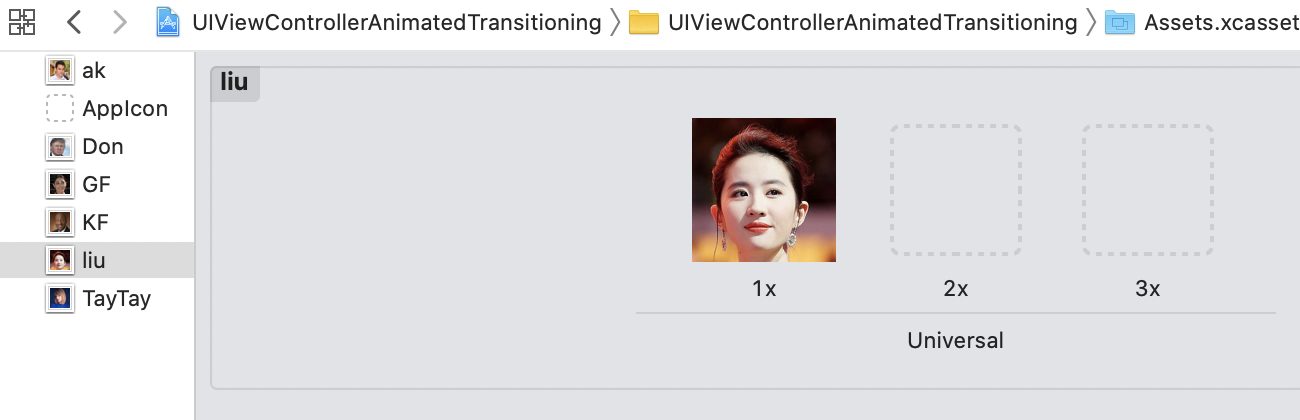 UIViewControllerAnimatedTransitioning UIViewControllerAnimatedTransitioning Assets.xcasset
ak
AppIcon
Don
GF
KF
liu
TayTay
liu
1x 2x 3x
Universal